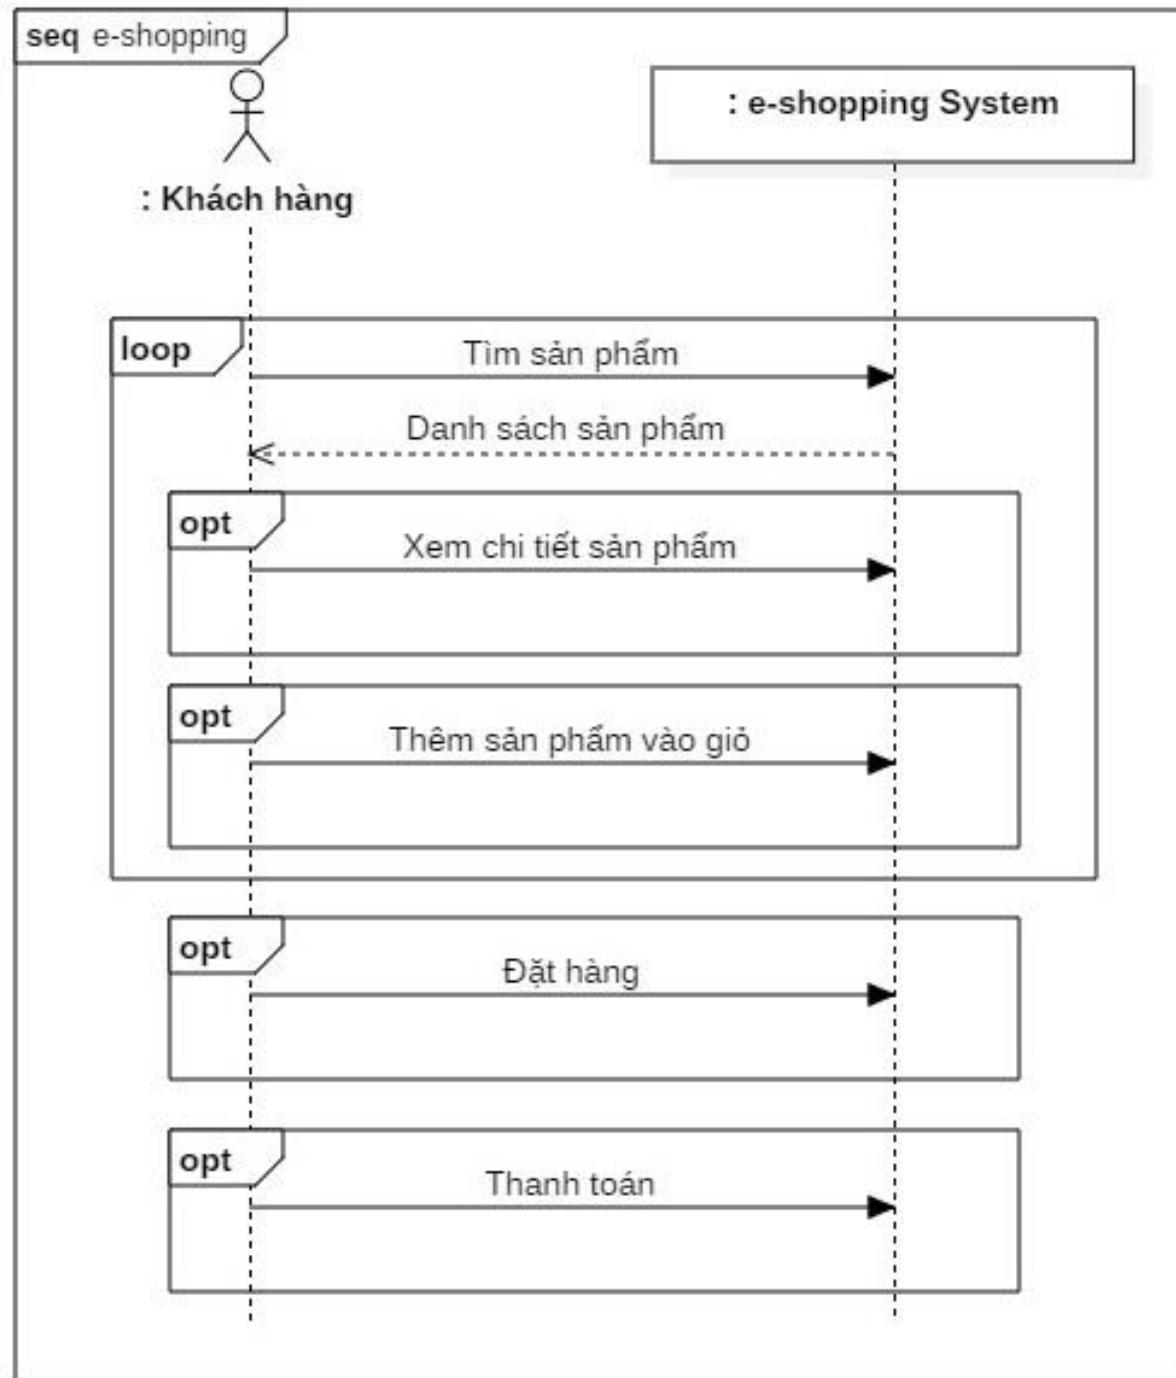 seq e-shopping
: e-shopping System
: Khách hàng
loop
Tìm sản phẩm
Danh sách sản phẩm
opt
Xem chi tiết sản phẩm
opt
Thêm sản phẩm vào giỏ
opt
Đặt hàng
opt
Thanh toán